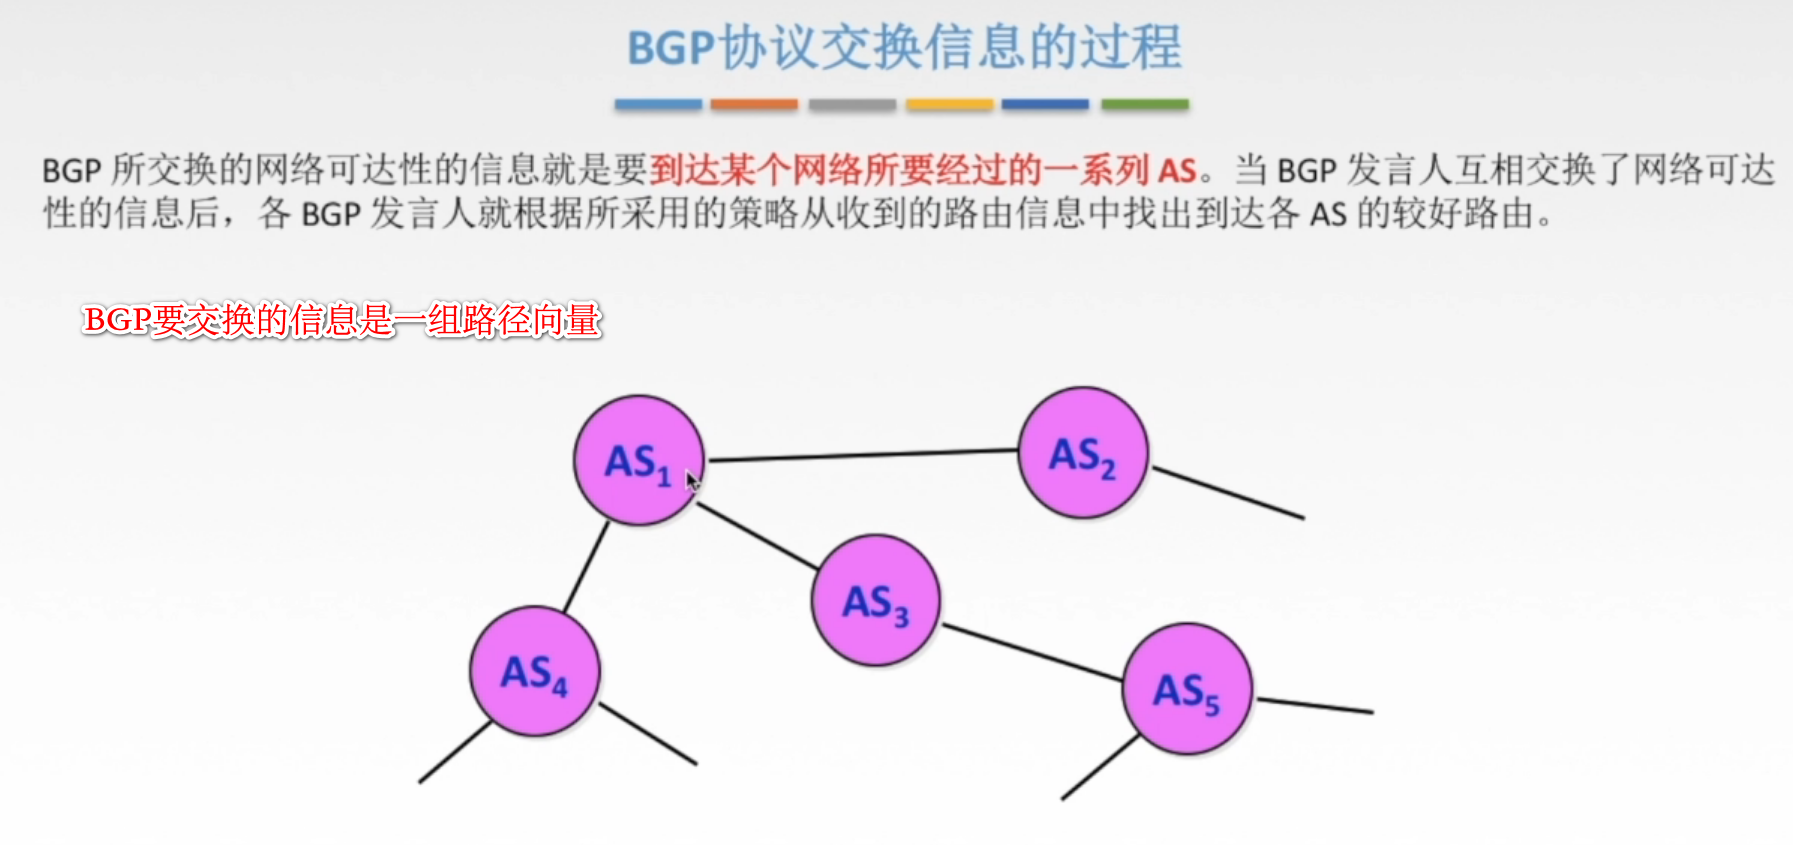 BGP协议交换信息的过程
BGP 所交换的网络可达性的信息就是要到达某个网络所要经过的一系列 AS。当 BGP 发言人互相交换了网络可达
性的信息后，各 BGP 发言人就根据所采用的策略从收到的路由信息中找出到达各 AS 的较好路由。
BGP要交换的信息是一组路径向量
AS1
AS2
AS3
AS4
AS5